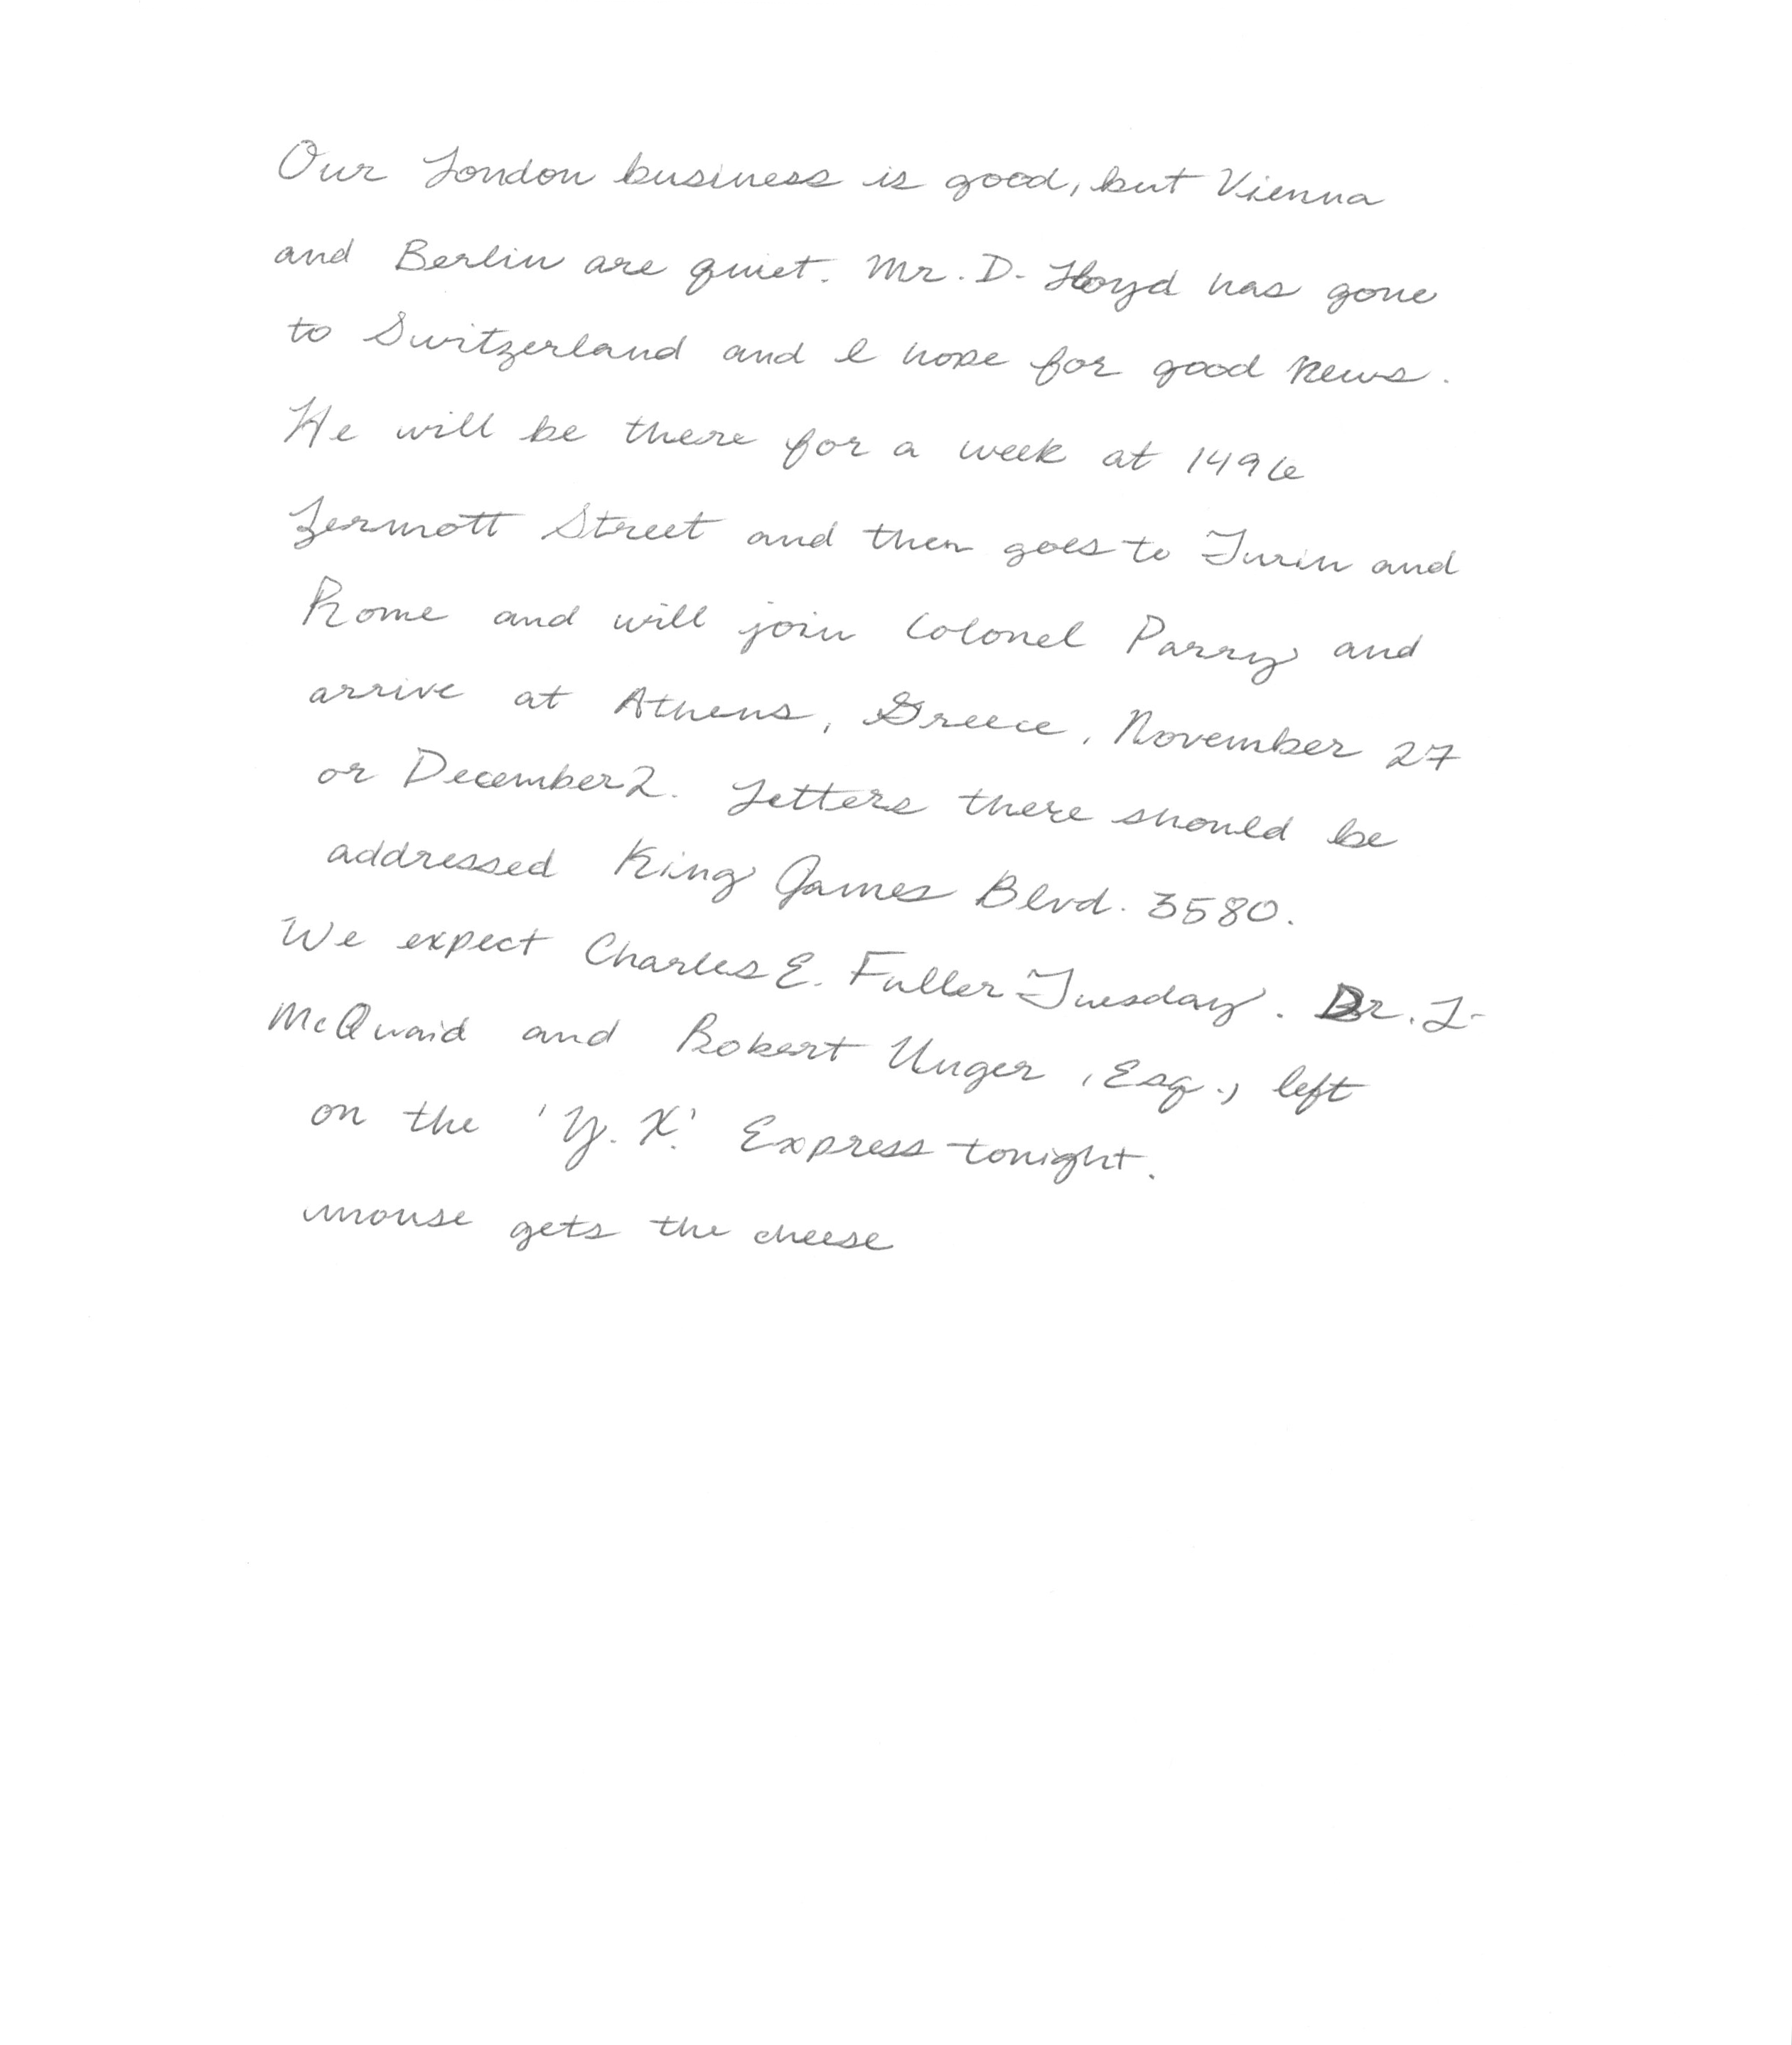 Our London business is good, but Vienna
and Berlin are quiet. Mr. D. Lloyd has gone
to Switzerland and I hope for good news.
He will be there for a week at 1496
Zermott Street and then goes to Turin and
Rome and will join Colonel Parry and
arrive at Athens, Greece, November 27
or December 2. Letters there should be
addressed King James Blvd. 3580.
We expect Charles E. Fuller Tuesday. Dr. L.
McQuaid and Robert Unger, Esq., left
on the 'Y. X.' Express tonight.
mouse gets the cheese